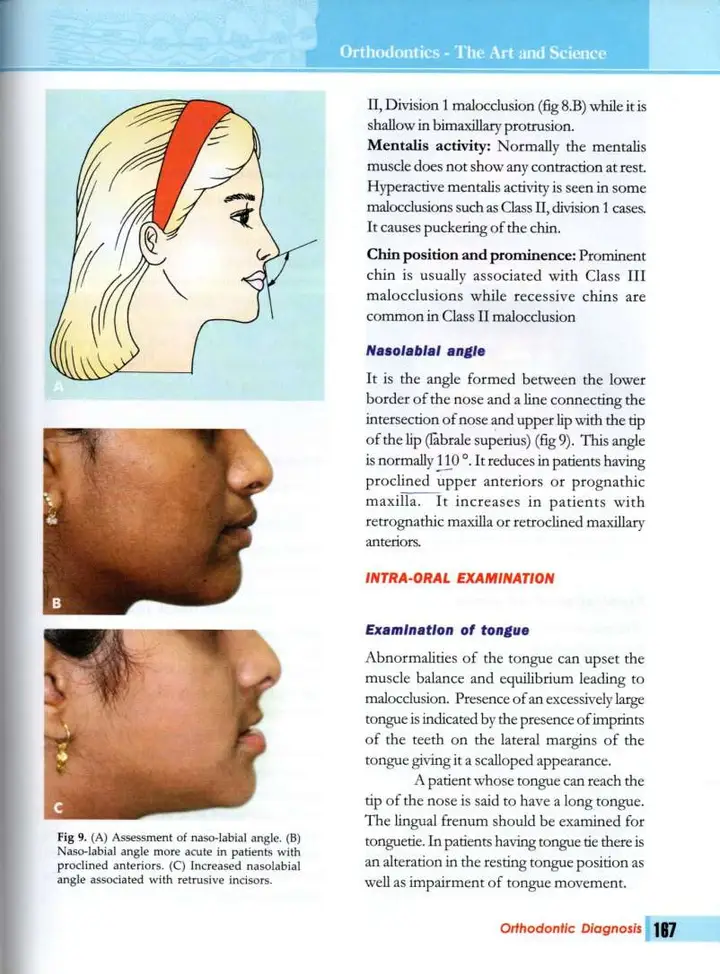 Orthodontics - The Art and Science
A
B
C
Fig 9. (A) Assessment of naso-labial angle. (B)
Naso-labial angle more acute in patients with
proclined anteriors. (C) Increased nasolabial
angle associated with retrusive incisors.
II, Division 1 malocclusion (fig 8.B) while it is
shallow in bimaxillary protrusion.
Mentalis activity: Normally the mentalis
muscle does not show any contraction at rest.
Hyperactive mentalis activity is seen in some
malocclusions such as Class II, division 1 cases.
It causes puckering of the chin.
Chin position and prominence: Prominent
chin is usually associated with Class III
malocclusions while recessive chins are
common in Class II malocclusion
Nasolabial angle
It is the angle formed between the lower
border of the nose and a line connecting the
intersection of nose and upper lip with the tip
of the lip (labrale superius) (fig 9). This angle
is normally 110 °. It reduces in patients having
proclined upper anteriors or prognathic
maxilla. It increases in patients with
retrognathic maxilla or retroclined maxillary
anteriors.
INTRA-ORAL EXAMINATION
Examination of tongue
Abnormalities of the tongue can upset the
muscle balance and equilibrium leading to
malocclusion. Presence of an excessively large
tongue is indicated by the presence of imprints
of the teeth on the lateral margins of the
tongue giving it a scalloped appearance.
A patient whose tongue can reach the
tip of the nose is said to have a long tongue.
The lingual frenum should be examined for
tonguetie. In patients having tongue tie there is
an alteration in the resting tongue position as
well as impairment of tongue movement.
Orthodontic Diagnosis 167